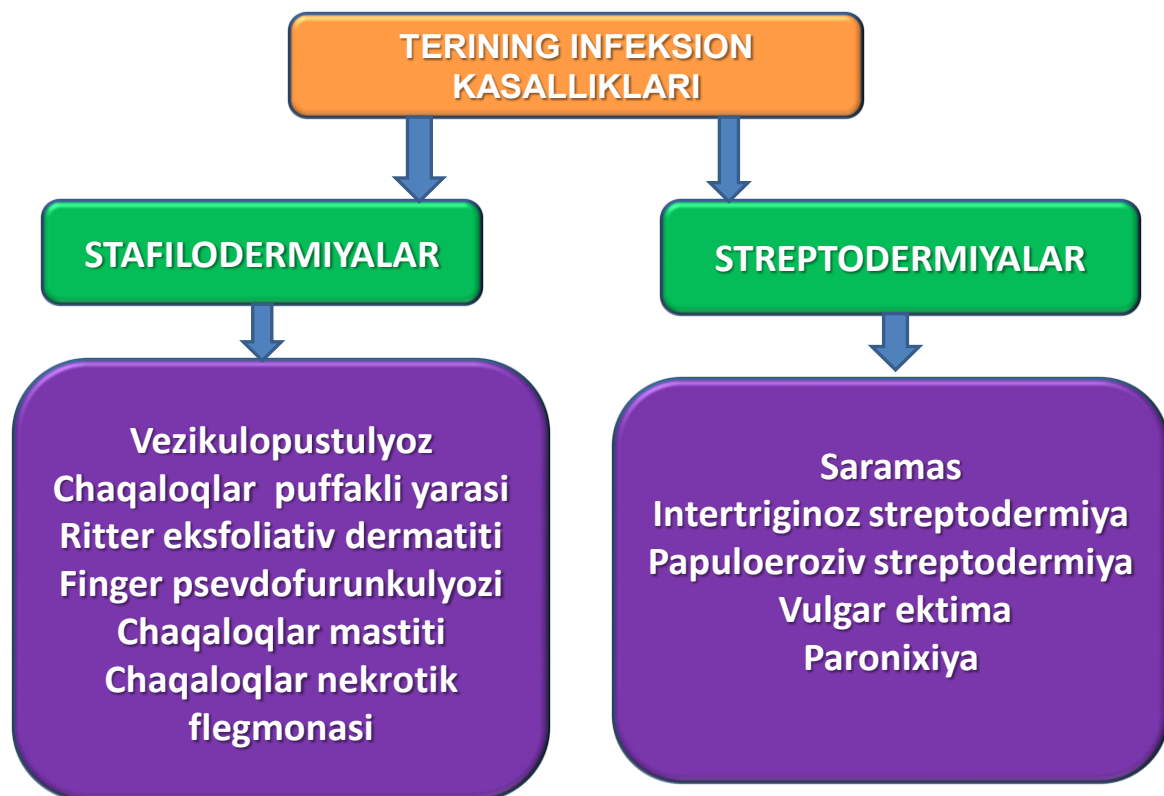 TERINING INFEKSION
KASALLIKLARI
STAFILODERMIYALAR
STREPTODERMIYALAR
Vezikulopustulyoz
Chaqaloqlar puffakli yarasi
Ritter eksfoliativ dermatiti
Finger psevdofurunkulyozi
Chaqaloqlar mastiti
Chaqaloqlar nekrotik
flegmonasi
Saramas
Intertriginoz streptodermiya
Papuloeroziv streptodermiya
Vulgar ektima
Paronixiya